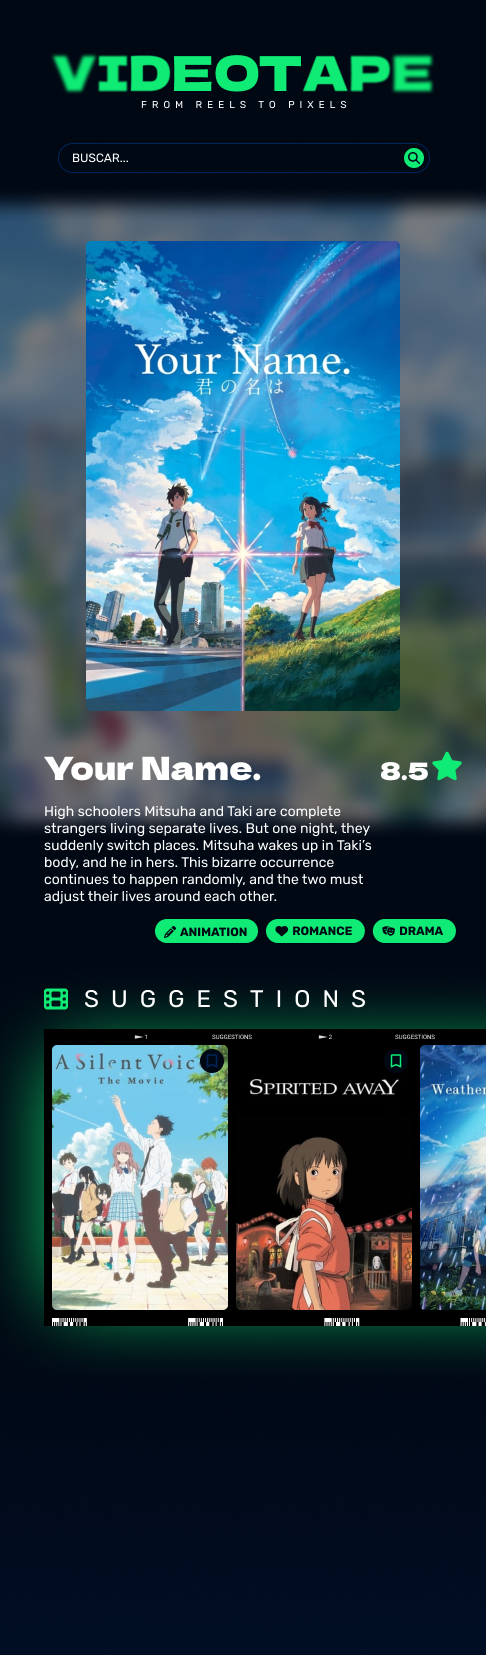 VIDEOTAPE
FROM REELS TO PIXELS
BUSCAR...
Your Name.
君の名は
Your Name.
8.5
High schoolers Mitsuha and Taki are complete
strangers living separate lives. But one night, they
suddenly switch places. Mitsuha wakes up in Taki's
body, and he in hers. This bizarre occurrence
continues to happen randomly, and the two must
adjust their lives around each other.
ANIMATION ROMANCE DRAMA
SUGGESTIONS
1 SUGGESTIONS 2 SUGGESTIONS
A Silent Voic
The Movie
SPIRITED AWAY
Weather